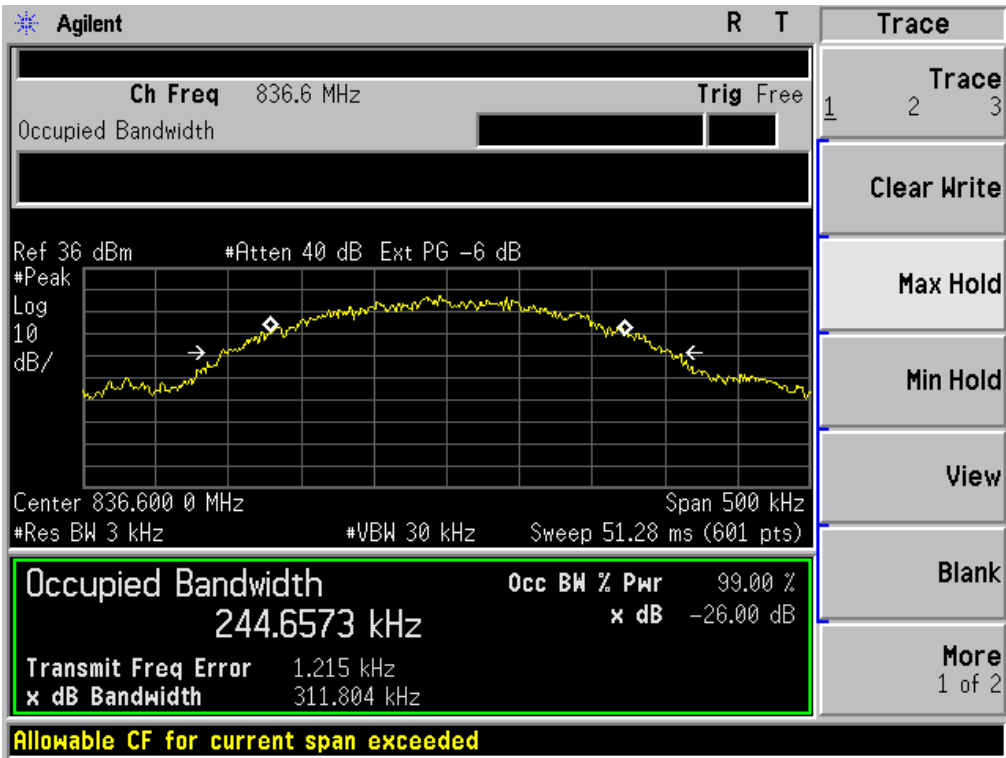 Agilent R T Trace
Ch Freq 836.6 MHz Trig Free
Occupied Bandwidth
Trace
1 2 3
Clear Write
Max Hold
Min Hold
View
Blank
More
1 of 2
Ref 36 dBm #Atten 40 dB Ext PG -6 dB
#Peak
Log
10
dB/
Center 836.600 0 MHz Span 500 kHz
#Res BW 3 kHz #VBW 30 kHz Sweep 51.28 ms (601 pts)
Occupied Bandwidth Occ BW % Pwr 99.00 %
244.6573 kHz x dB -26.00 dB
Transmit Freq Error 1.215 kHz
x dB Bandwidth 311.804 kHz
Allowable CF for current span exceeded